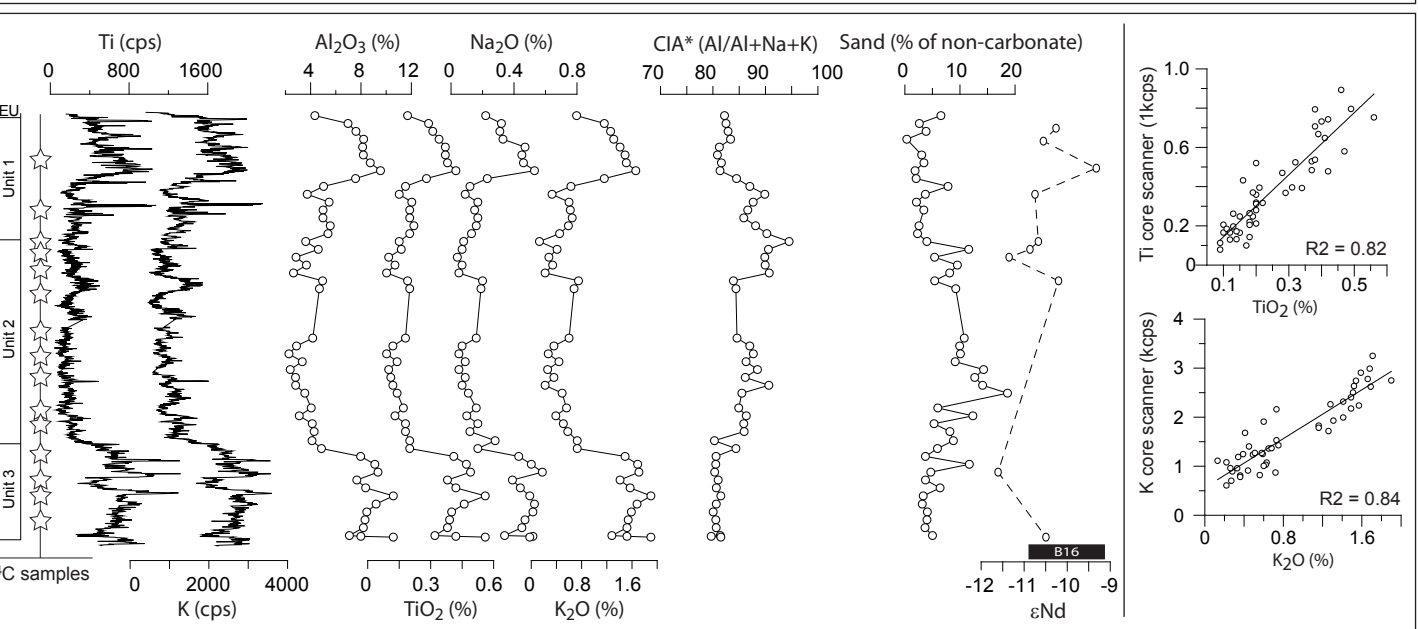 Ti (cps)
Al2O3 (%)
Na2O (%)
CIA* (Al/Al+Na+K)
Sand (% of non-carbonate)
0 800 1600
4 8 12
0 0.4 0.8
70 80 90 100
0 10 20
EU
Unit 1
Unit 2
Unit 3
C samples
0 2000 4000
K (cps)
0 0.3 0.6
TiO2 (%)
0 0.8 1.6
K2O (%)
B16
-12 -11 -10 -9
εNd
Ti core scanner (1kcps)
1.0
0.6
0.2
0
R2 = 0.82
0.1 0.3 0.5
TiO2 (%)
K core scanner (kcps)
4
3
2
1
0
R2 = 0.84
0 0.8 1.6
K2O (%)